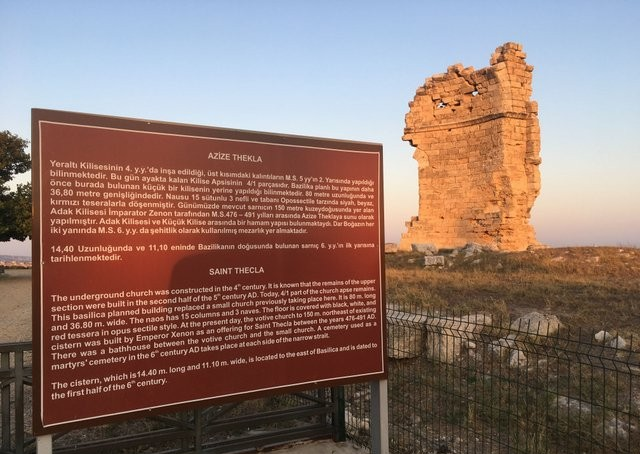 AZİZE THEKLA
Yeraltı Kilisesinin 4. y.y.'da inşa edildiği, üst kısımdaki kalıntıların M.S. 5 yy'ın 2. Yarısında yapıldığı
bilinmektedir. Bu gün ayakta kalan Kilise Apsisinin 4/1 parçasıdır. Bazilika planlı bu yapının daha
önce burada bulunan küçük bir kilisenin yerine yapıldığı bilinmektedir. 80 metre uzunluğunda ve
36,80 metre genişliğindedir. Nausu 15 sütunlu 3 nefli ve tabanı Opossectile tarzında siyah, beyaz,
kırmızı teseralarla döşenmiştir. Günümüzde mevcut sarnıcın 150 metre kuzeydoğusunda yer alan
Adak Kilisesi İmparator Zenon tarafından M.S.476 – 491 yılları arasında Azize Theklaya sunu olarak
yapılmıştır. Adak Kilisesi ve Küçük Kilise arasında bir hamam yapısı bulunmaktaydı. Dar Boğazın her
iki yanında M.S. 6. y.y. da şehitlik olarak kullanılmış mezarlık yer almaktadır.
14,40 Uzunluğunda ve 11,10 eninde Bazilikanın doğusunda bulunan sarnıç 6. y.y'ın ilk yarısında
tarihlenmektedir.
SAINT THECLA
The underground church was constructed in the 4th century. It is known that the remains of the upper
section were built in the second half of the 5th century AD. Today, 4/1 part of the church apse remains.
This basilica planned building replaced a small church previously taking place here. It is 80 m. long
and 36.80 m. wide. The naos has 15 columns and 3 naves. The floor is covered with black, white, and
red tessera in opus sectile style. At the present day, the votive church to 150 m. northeast of existing
cistern was built by Emperor Xenon as an offering for Saint Thecla between the years 476-491 AD.
There was a bathhouse between the votive church and the small church. A cemetery used as a
martyrs' cemetery in the 6th century AD takes place at each side of the narrow strait.
The cistern, which is14.40 m. long and 11.10 m. wide, is located to the east of Basilica and is dated to
the first half of the 6th century.